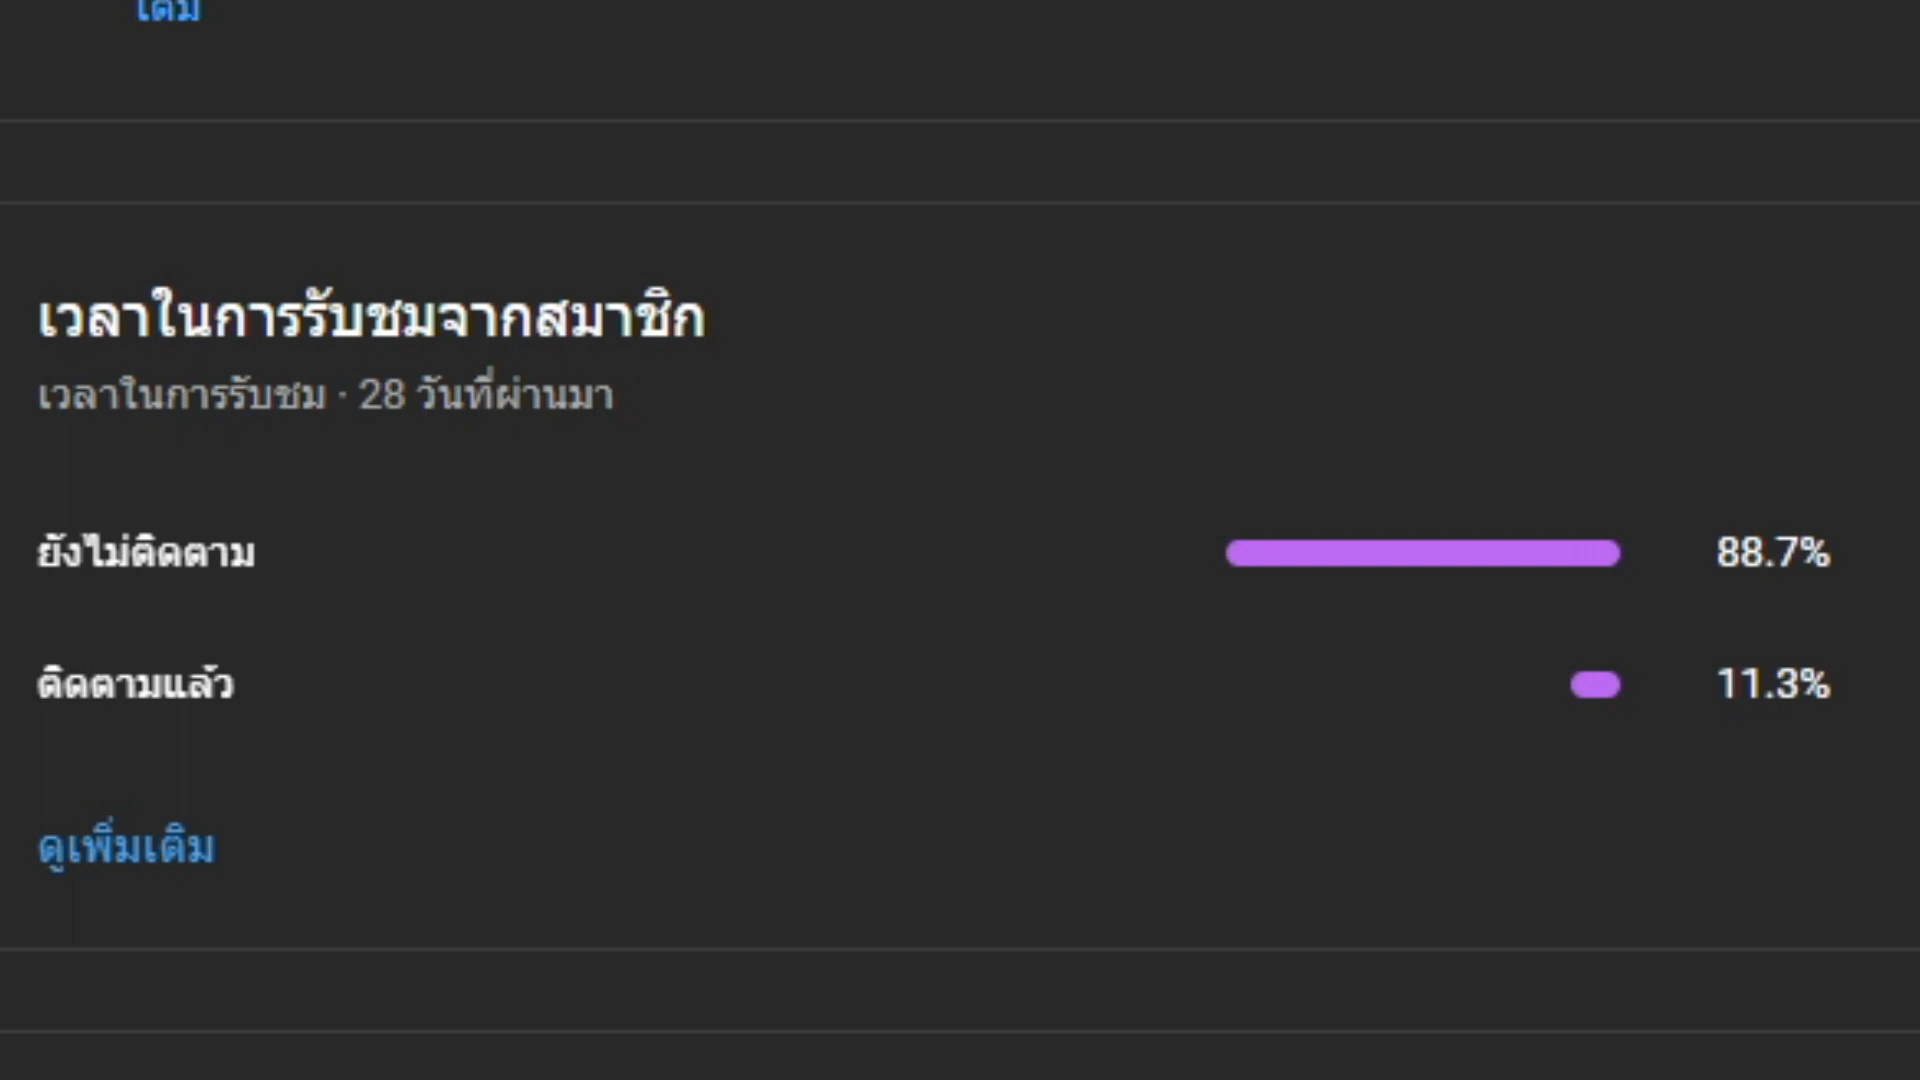 เวลาในการรับชมจากสมาชิก
เวลาในการรับชม · 28 วันที่ผ่านมา
ยังไม่ติดตาม 88.7%
ติดตามแล้ว 11.3%
ดูเพิ่มเติม